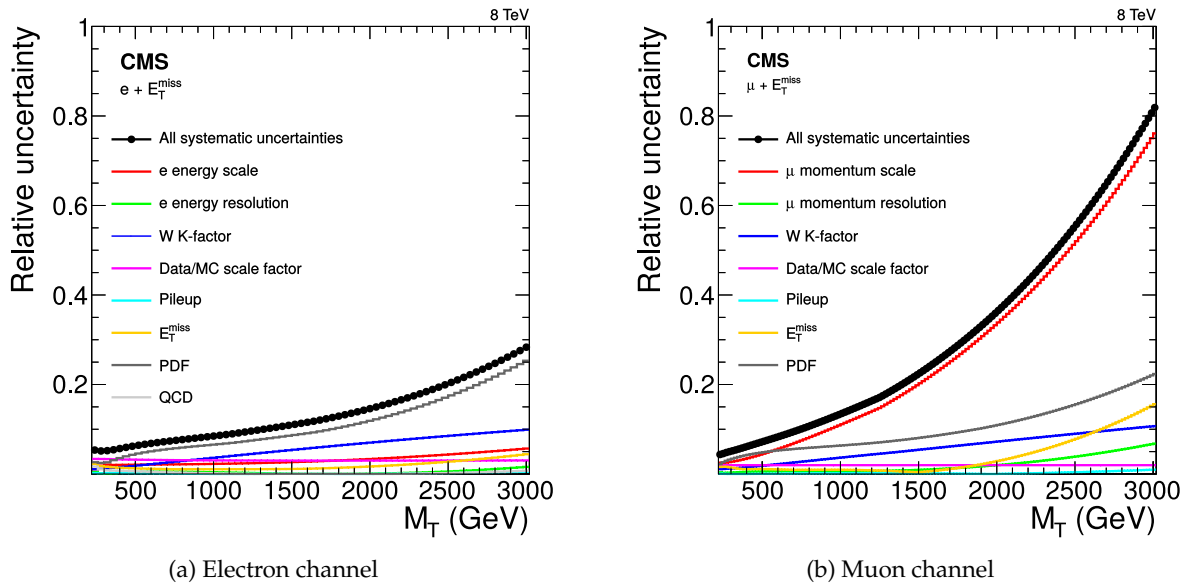 8 TeV
Relative uncertainty
1
0.8
0.6
0.4
0.2
CMS
e + E_T^miss
All systematic uncertainties
e energy scale
e energy resolution
W K-factor
Data/MC scale factor
Pileup
E_T^miss
PDF
QCD
500 1000 1500 2000 2500 3000
M_T (GeV)
(a) Electron channel
8 TeV
Relative uncertainty
1
0.8
0.6
0.4
0.2
CMS
μ + E_T^miss
All systematic uncertainties
μ momentum scale
μ momentum resolution
W K-factor
Data/MC scale factor
Pileup
E_T^miss
PDF
500 1000 1500 2000 2500 3000
M_T (GeV)
(b) Muon channel